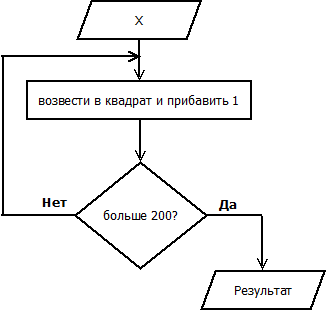 X
возвести в квадрат и прибавить 1
больше 200?
Нет
Да
Результат